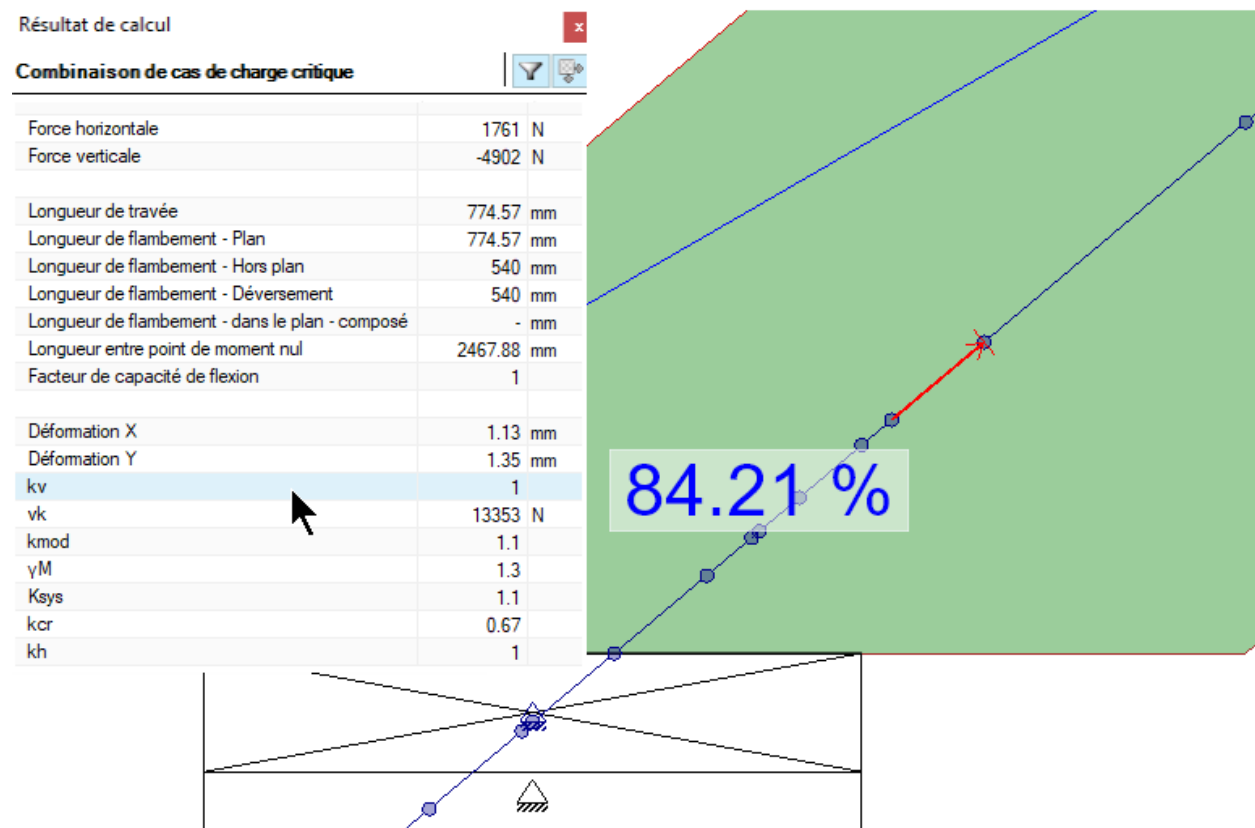 Résultat de calcul
x
Combinaison de cas de charge critique
Force horizontale 1761 N
Force verticale -4902 N
Longueur de travée 774.57 mm
Longueur de flambement - Plan 774.57 mm
Longueur de flambement - Hors plan 540 mm
Longueur de flambement - Déversement 540 mm
Longueur de flambement - dans le plan - composé - mm
Longueur entre point de moment nul 2467.88 mm
Facteur de capacité de flexion 1
Déformation X 1.13 mm
Déformation Y 1.35 mm
kv 1
vk 13353 N
kmod 1.1
γM 1.3
Ksys 1.1
kcr 0.67
kh 1
84.21 %